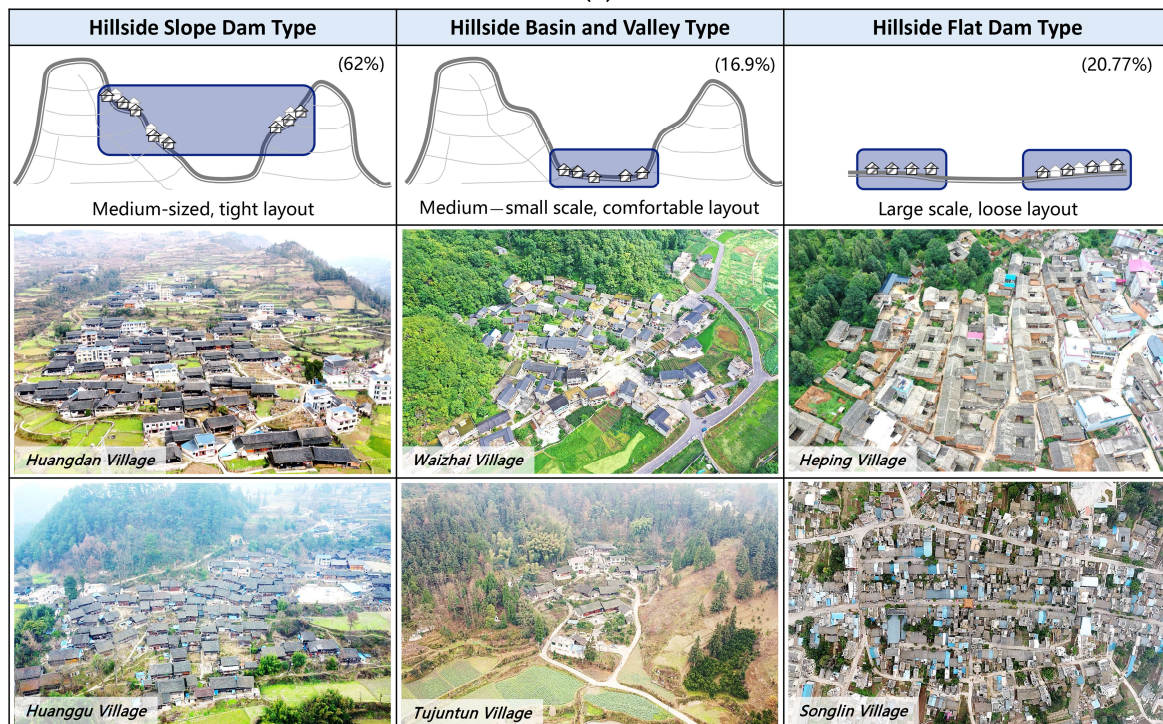 Hillside Slope Dam Type
Hillside Basin and Valley Type
Hillside Flat Dam Type
(62%)
(16.9%)
(20.77%)
Medium-sized, tight layout
Medium—small scale, comfortable layout
Large scale, loose layout
Huangdan Village
Waizhai Village
Heping Village
Huanggu Village
Tujuntun Village
Songlin Village